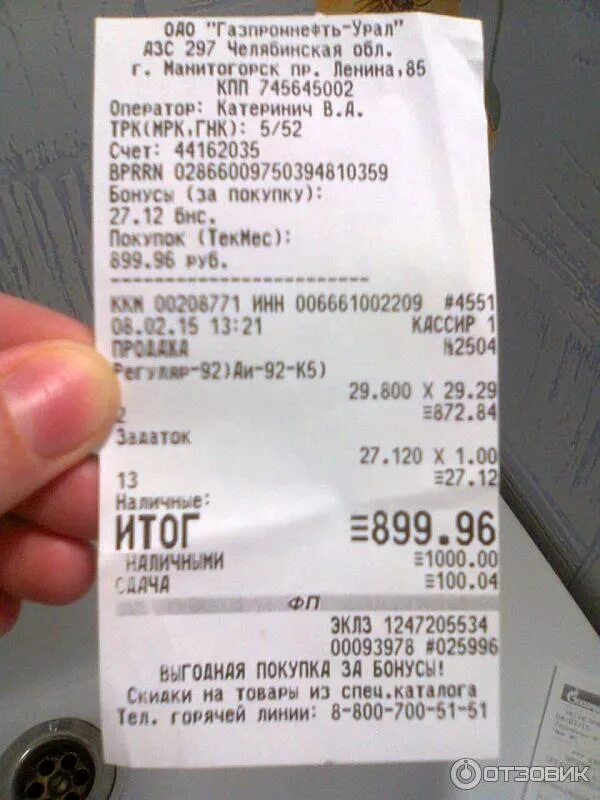 ОАО "Газпромнефть-Урал"
АЗС 297 Челябинская обл.
г. Манитогорск пр. Ленина,85
КПП 745645002
Оператор: Катеринич В.А.
ТРК(МРК,ГНК): 5/52
Счет: 44162035
BPRRN 02866009750394810359
Бонусы (за покупку):
27.12 бнс.
Покупок (ТекМес):
899.96 руб.
ККМ 00208771 ИНН 006661002209 #4551
08.02.15 13:21 КАССИР 1
ПРОДАЖА №2504
Регуляр-92)Аи-92-К5)
29.800 X 29.29
2 ≡872.84
Задаток
27.120 X 1.00
13 ≡27.12
Наличные:
ИТОГ ≡899.96
НАЛИЧНЫМИ ≡1000.00
СДАЧА ≡100.04
ФП
ЭКЛЗ 1247205534
00093978 #025996
ВЫГОДНАЯ ПОКУПКА ЗА БОНУСЫ!
Скидки на товары из спец.каталога
Тел. горячей линии: 8-800-700-51-51
ОТЗОВИК